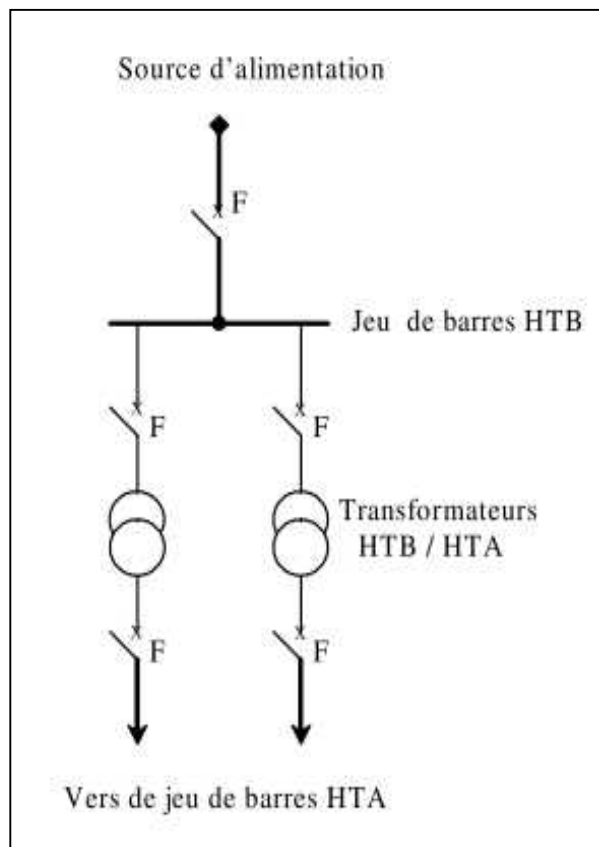 Source d'alimentation
F
Jeu de barres HTB
F
F
Transformateurs
HTB / HTA
F
F
Vers de jeu de barres HTA